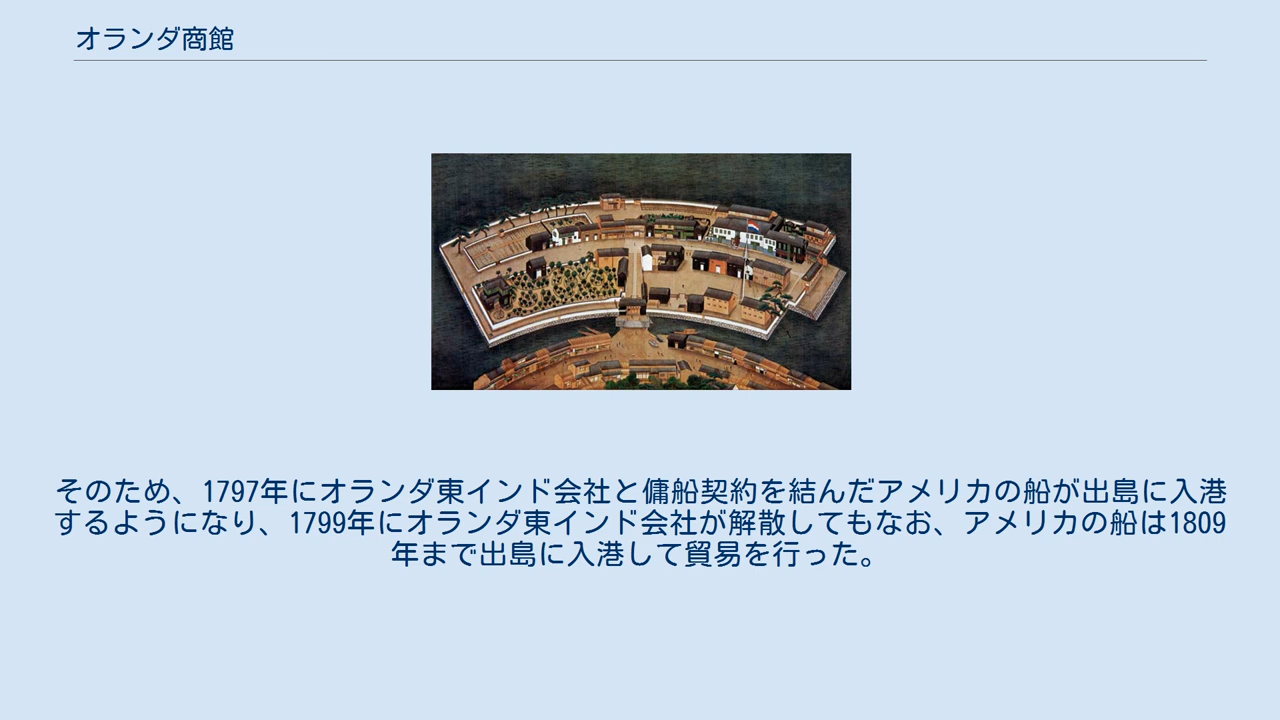 オランダ商館
そのため、1797年にオランダ東インド会社と傭船契約を結んだアメリカの船が出島に入港
するようになり、1799年にオランダ東インド会社が解散してもなお、アメリカの船は1809
年まで出島に入港して貿易を行った。